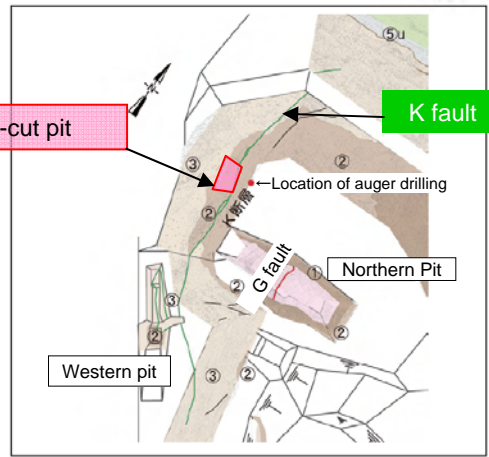 ⑤u
-cut pit
K fault
③
②
←Location of auger drilling
②
K断層
G fault
①
Northern Pit
②
②
③
②
Western pit
③
②